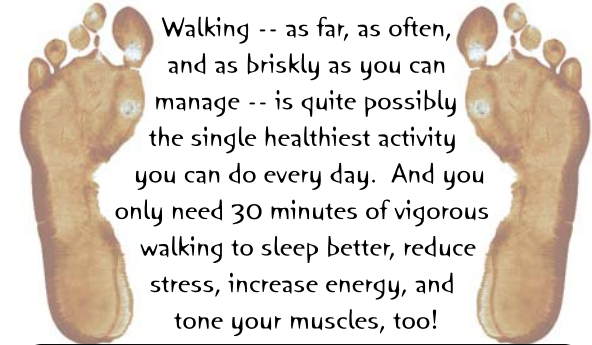 Walking -- as far, as often,
and as briskly as you can
manage -- is quite possibly
the single healthiest activity
you can do every day.  And you
only need 30 minutes of vigorous
walking to sleep better, reduce
stress, increase energy, and
tone your muscles, too!